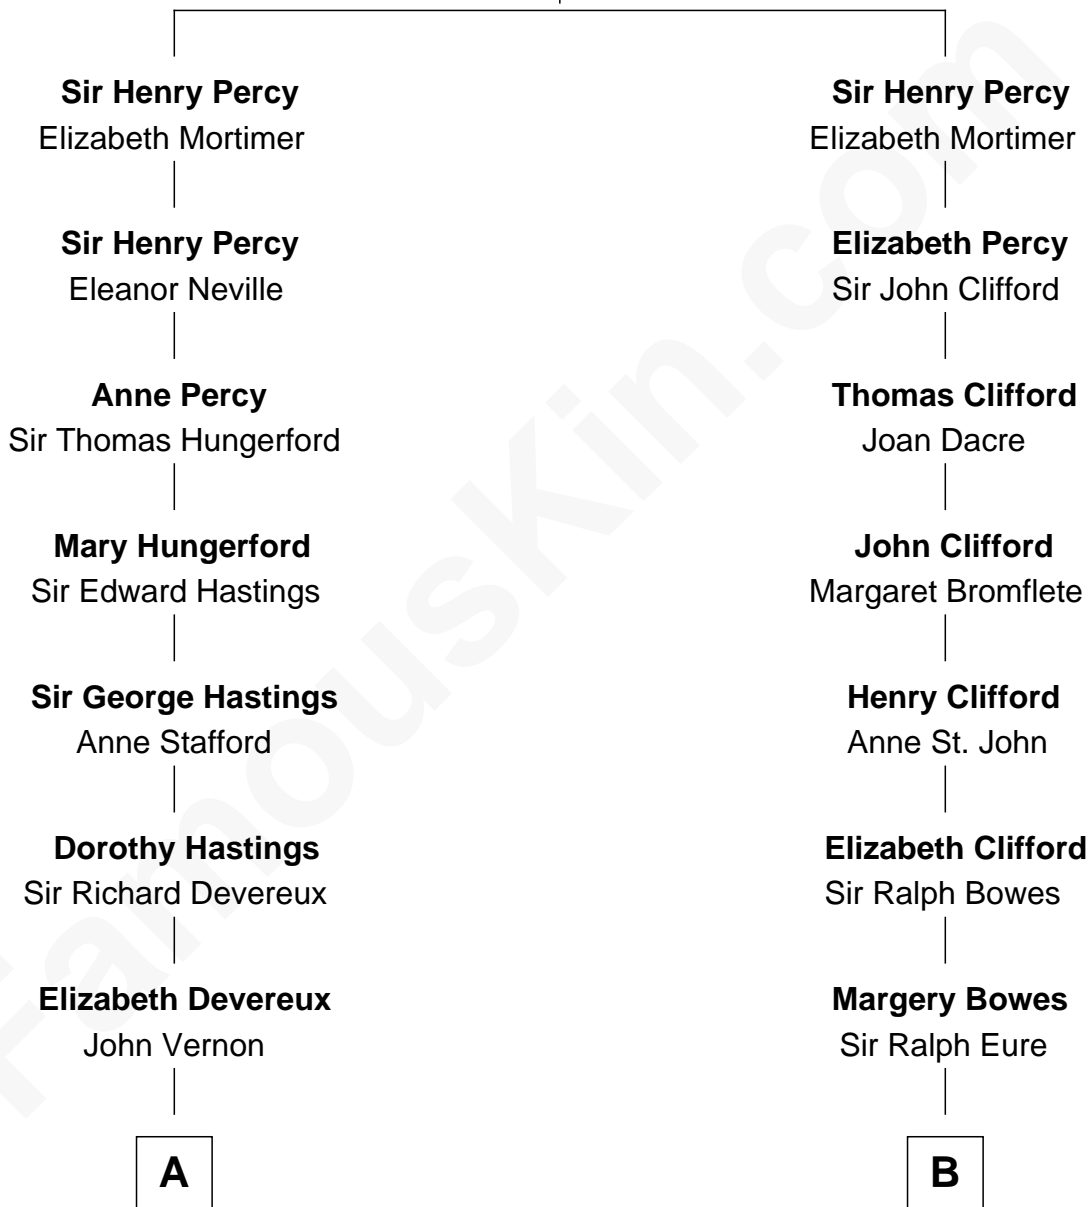 Sir Henry Percy
Elizabeth Mortimer
Sir Henry Percy
Eleanor Neville
Anne Percy
Sir Thomas Hungerford
Mary Hungerford
Sir Edward Hastings
Sir George Hastings
Anne Stafford
Dorothy Hastings
Sir Richard Devereux
Elizabeth Devereux
John Vernon
A
Sir Henry Percy
Elizabeth Mortimer
Elizabeth Percy
Sir John Clifford
Thomas Clifford
Joan Dacre
John Clifford
Margaret Bromflete
Henry Clifford
Anne St. John
Elizabeth Clifford
Sir Ralph Bowes
Margery Bowes
Sir Ralph Eure
B
FamousKin.com